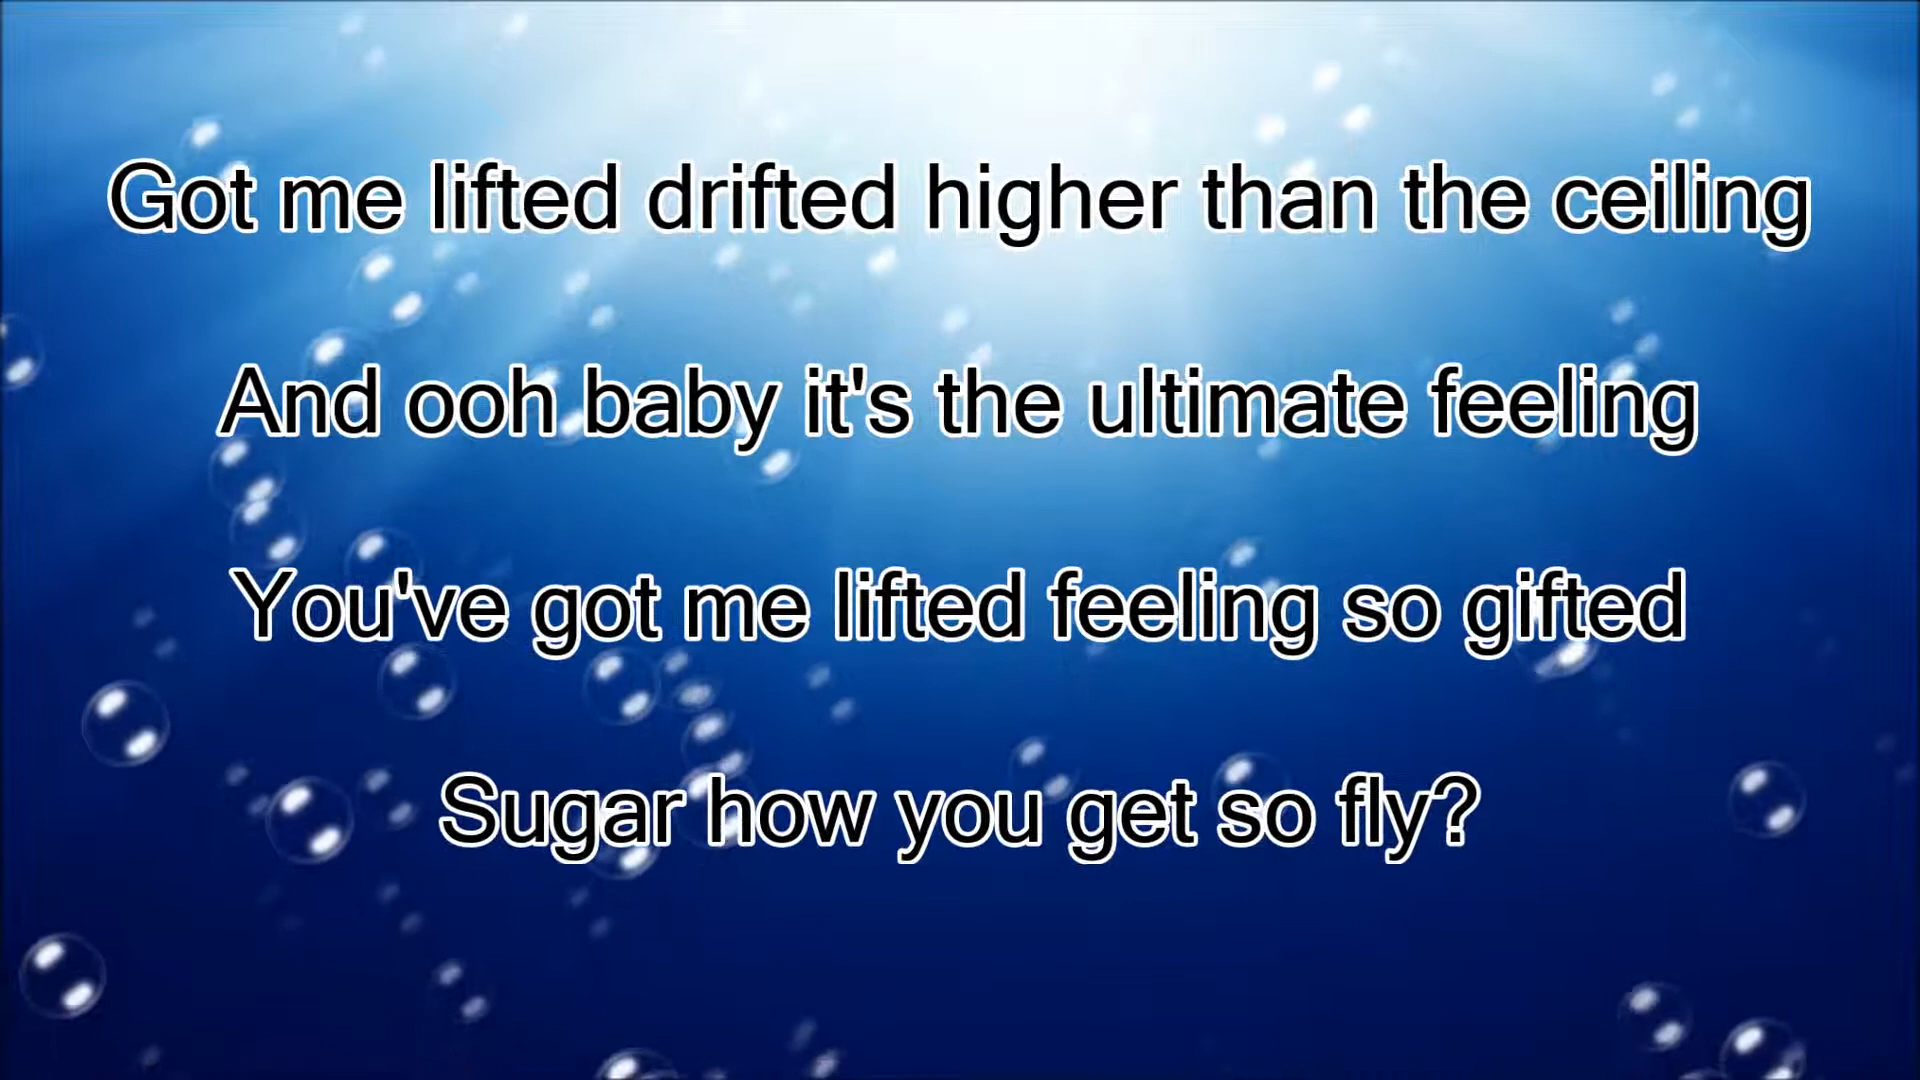 Got me lifted drifted higher than the ceiling
And ooh baby it's the ultimate feeling
You've got me lifted feeling so gifted
Sugar how you get so fly?